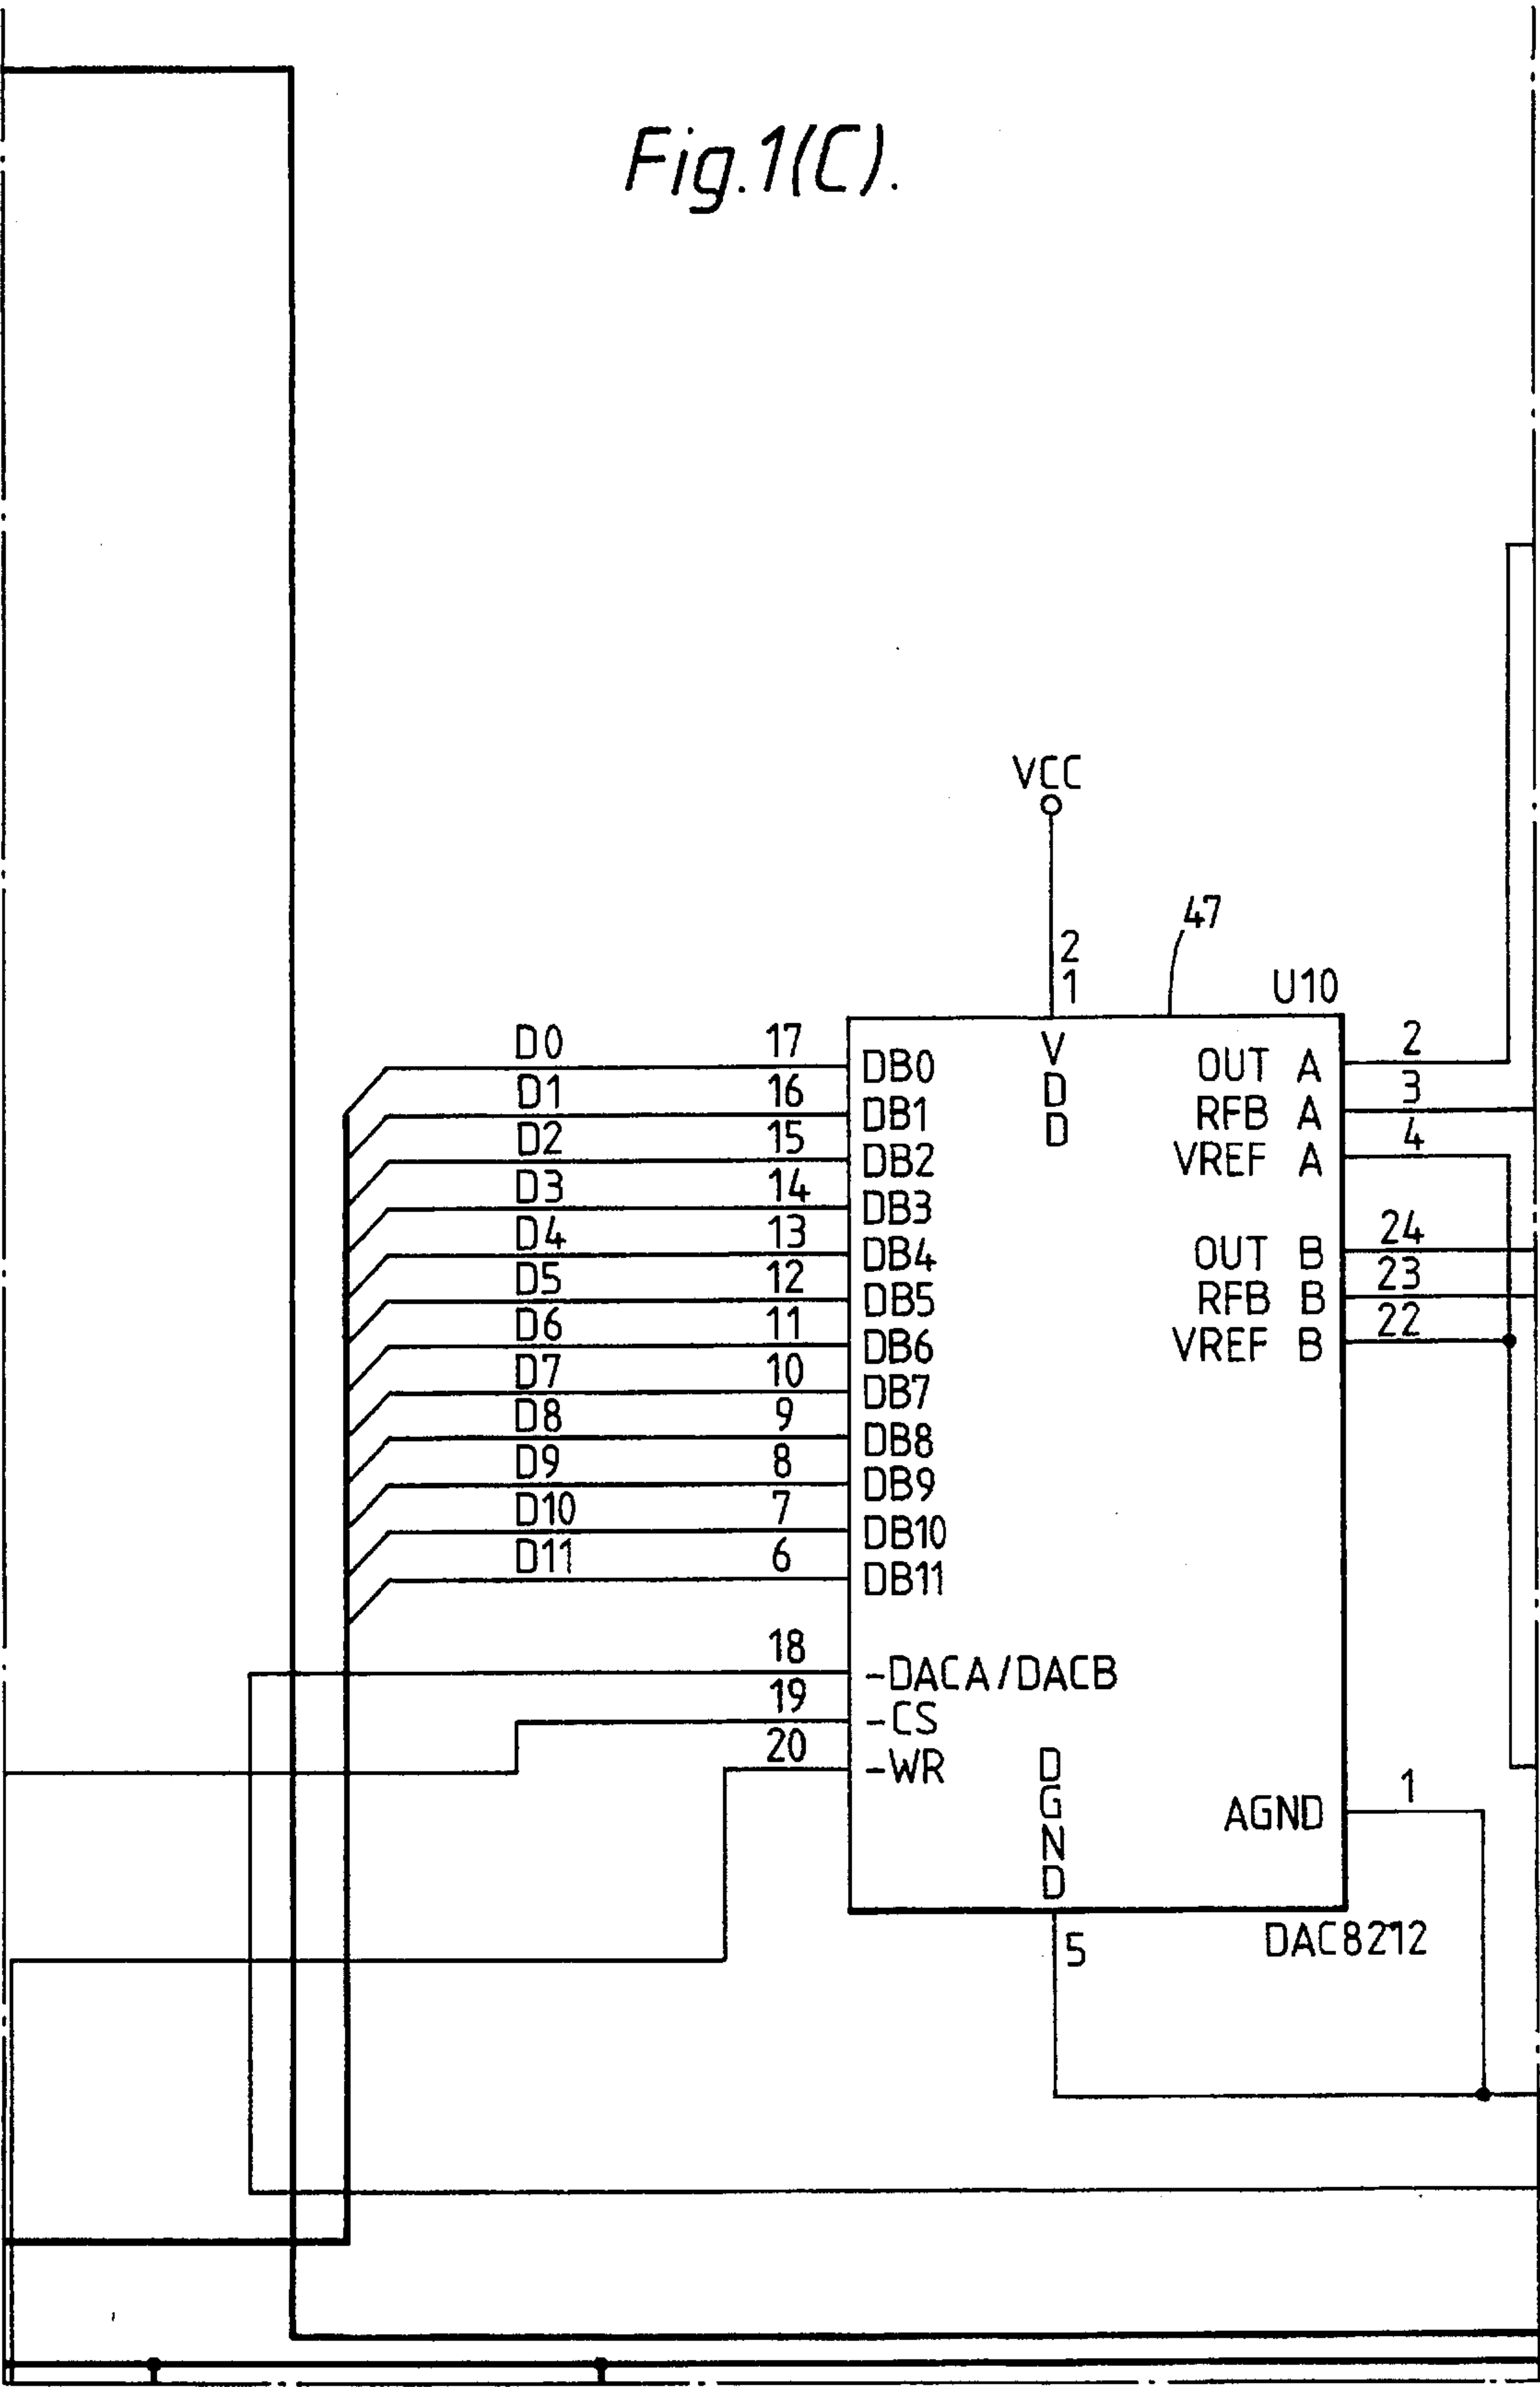 Fig.1(C).
VCC
47
2
1
U10
D0 17 DB0
V
D
D
OUT A 2
D1 16 DB1
RFB A 3
D2 15 DB2
VREF A 4
D3 14 DB3
D4 13 DB4
OUT B 24
D5 12 DB5
RFB B 23
D6 11 DB6
VREF B 22
D7 10 DB7
D8 9 DB8
D9 8 DB9
D10 7 DB10
D11 6 DB11
18 -DACA/DACB
19 -CS
20 -WR
D
G
N
D
AGND 1
5
DAC8212